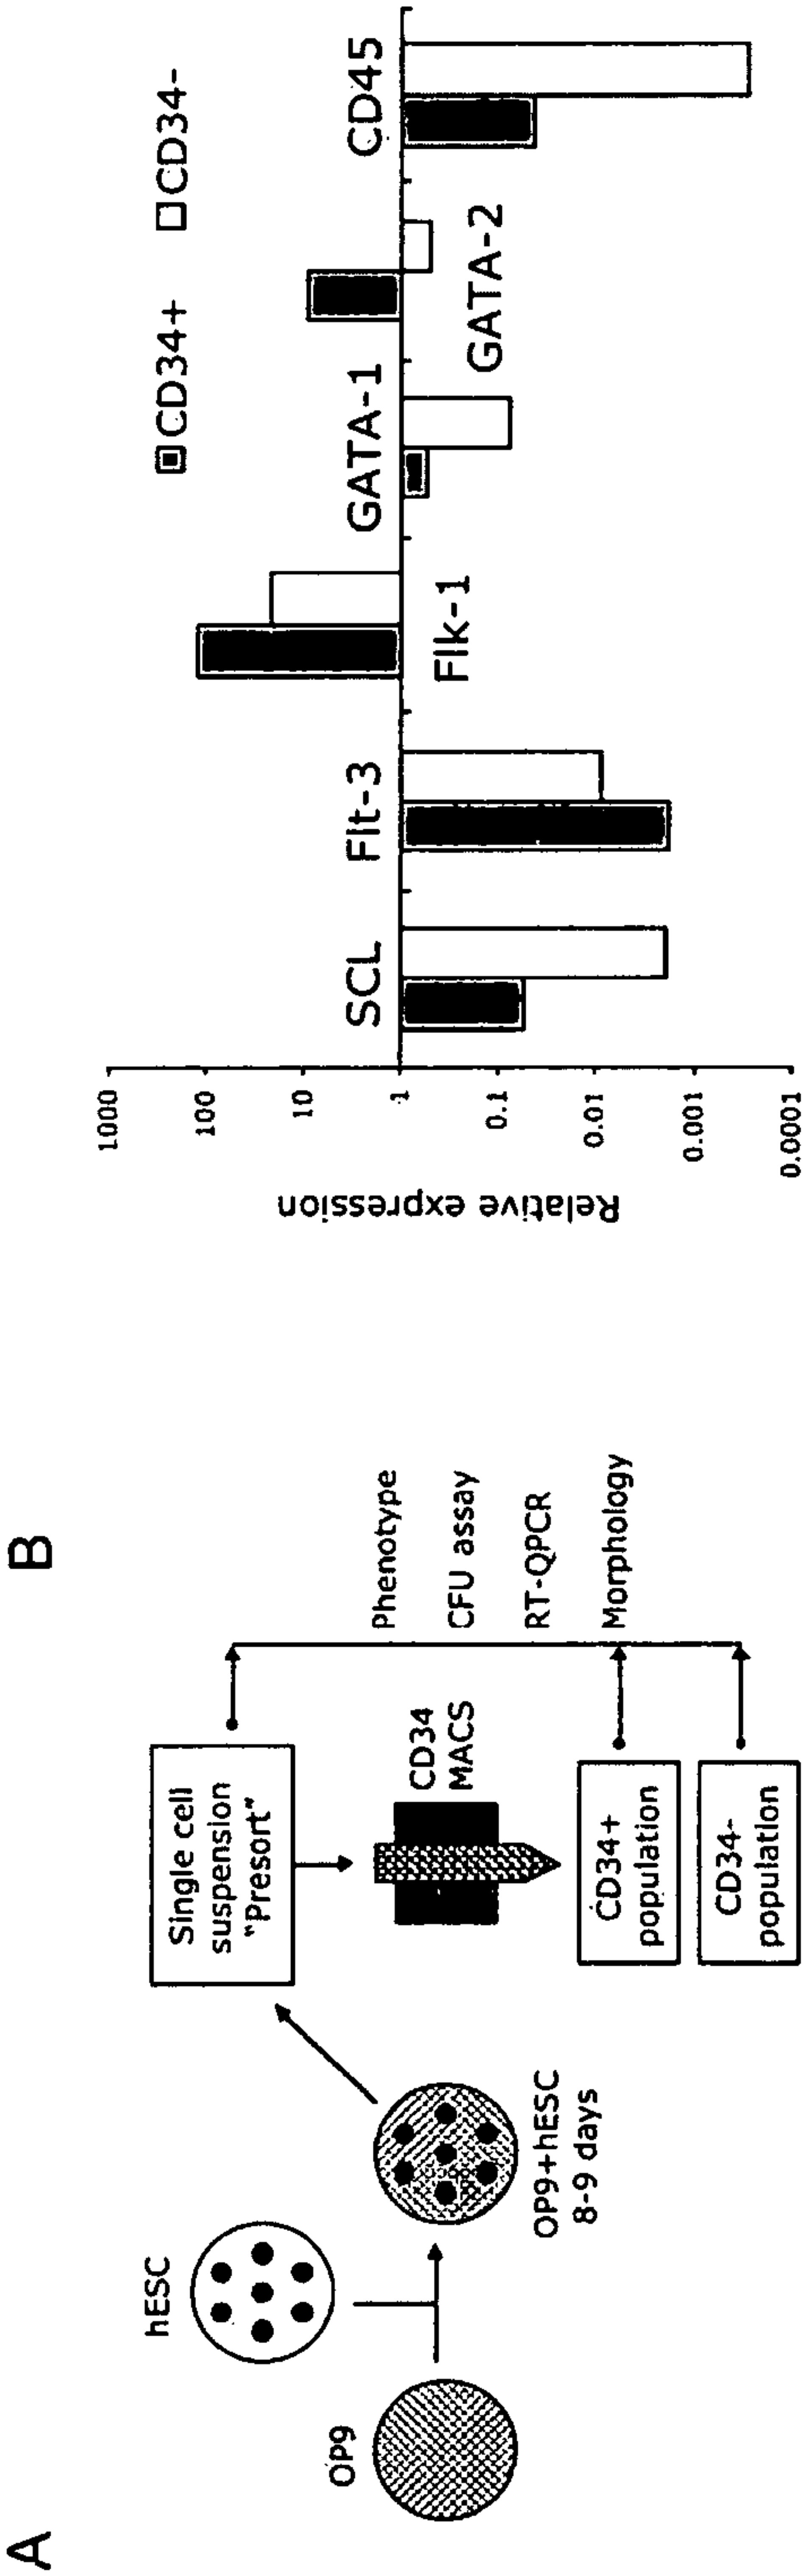 A
OP9
hESC
OP9+hESC
8-9 days
Single cell
suspension
"Presort"
CD34
MACS
CD34+
population
CD34-
population
Phenotype
CFU assay
RT-QPCR
Morphology
B
CD34+
CD34-
Relative expression
1000
100
10
1
0.1
0.01
0.001
0.0001
SCL
Flt-3
Flk-1
GATA-1
GATA-2
CD45